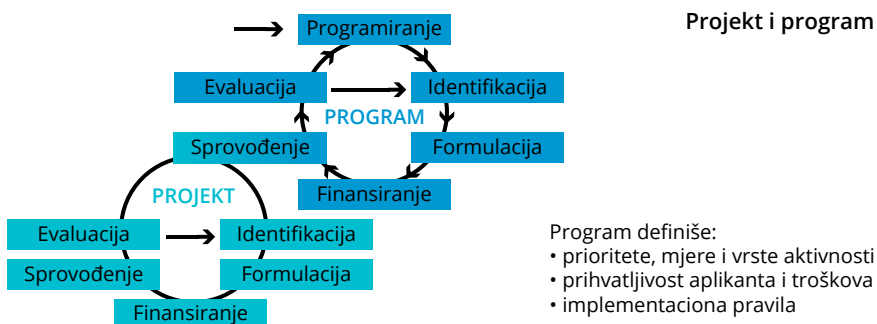 Projekt i program
Programiranje
Evaluacija
Identifikacija
PROGRAM
Sprovođenje
Formulacija
Finansiranje
PROJEKT
Evaluacija
Identifikacija
Sprovođenje
Formulacija
Finansiranje
Program definiše:
• prioritete, mjere i vrste aktivnosti
• prihvatljivost aplikanta i troškova
• implementaciona pravila